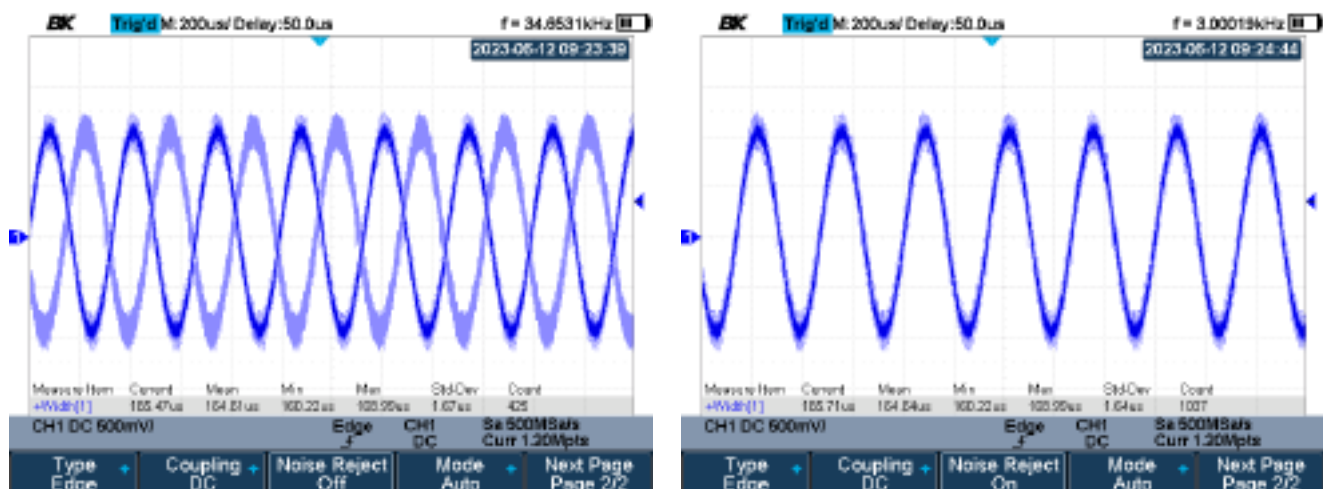 BK Trig'd M: 200us/ Delay:50.0us f = 34.6531kHz
2023-06-12 09:23:39
1
Measure Item Current Mean Min Max Std-Dev Count
+Width[1] 165.47us 164.61us 160.22us 168.99us 1.67us 425
CH1 DC 500mV/ Edge CH1 Sa 500MSa/s
DC Curr 1.20Mpts
Type Coupling Noise Reject Mode Next Page
Edge DC Off Auto Page 2/2
BK Trig'd M: 200us/ Delay:50.0us f = 3.00019kHz
2023-06-12 09:24:44
1
Measure Item Current Mean Min Max Std-Dev Count
+Width[1] 165.71us 164.64us 160.22us 168.99us 1.64us 1007
CH1 DC 500mV/ Edge CH1 Sa 500MSa/s
DC Curr 1.20Mpts
Type Coupling Noise Reject Mode Next Page
Edge DC On Auto Page 2/2